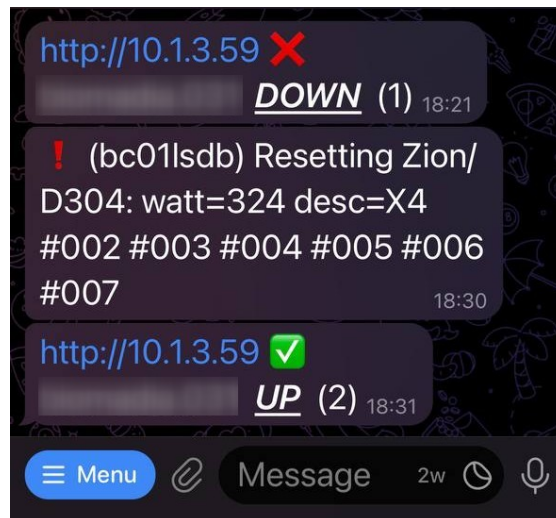 http://10.1.3.59 ❌
DOWN (1) 18:21
❗ (bc01lsdb) Resetting Zion/
D304: watt=324 desc=X4
#002 #003 #004 #005 #006
#007 18:30
http://10.1.3.59 ✅
UP (2) 18:31
Menu Message 2w